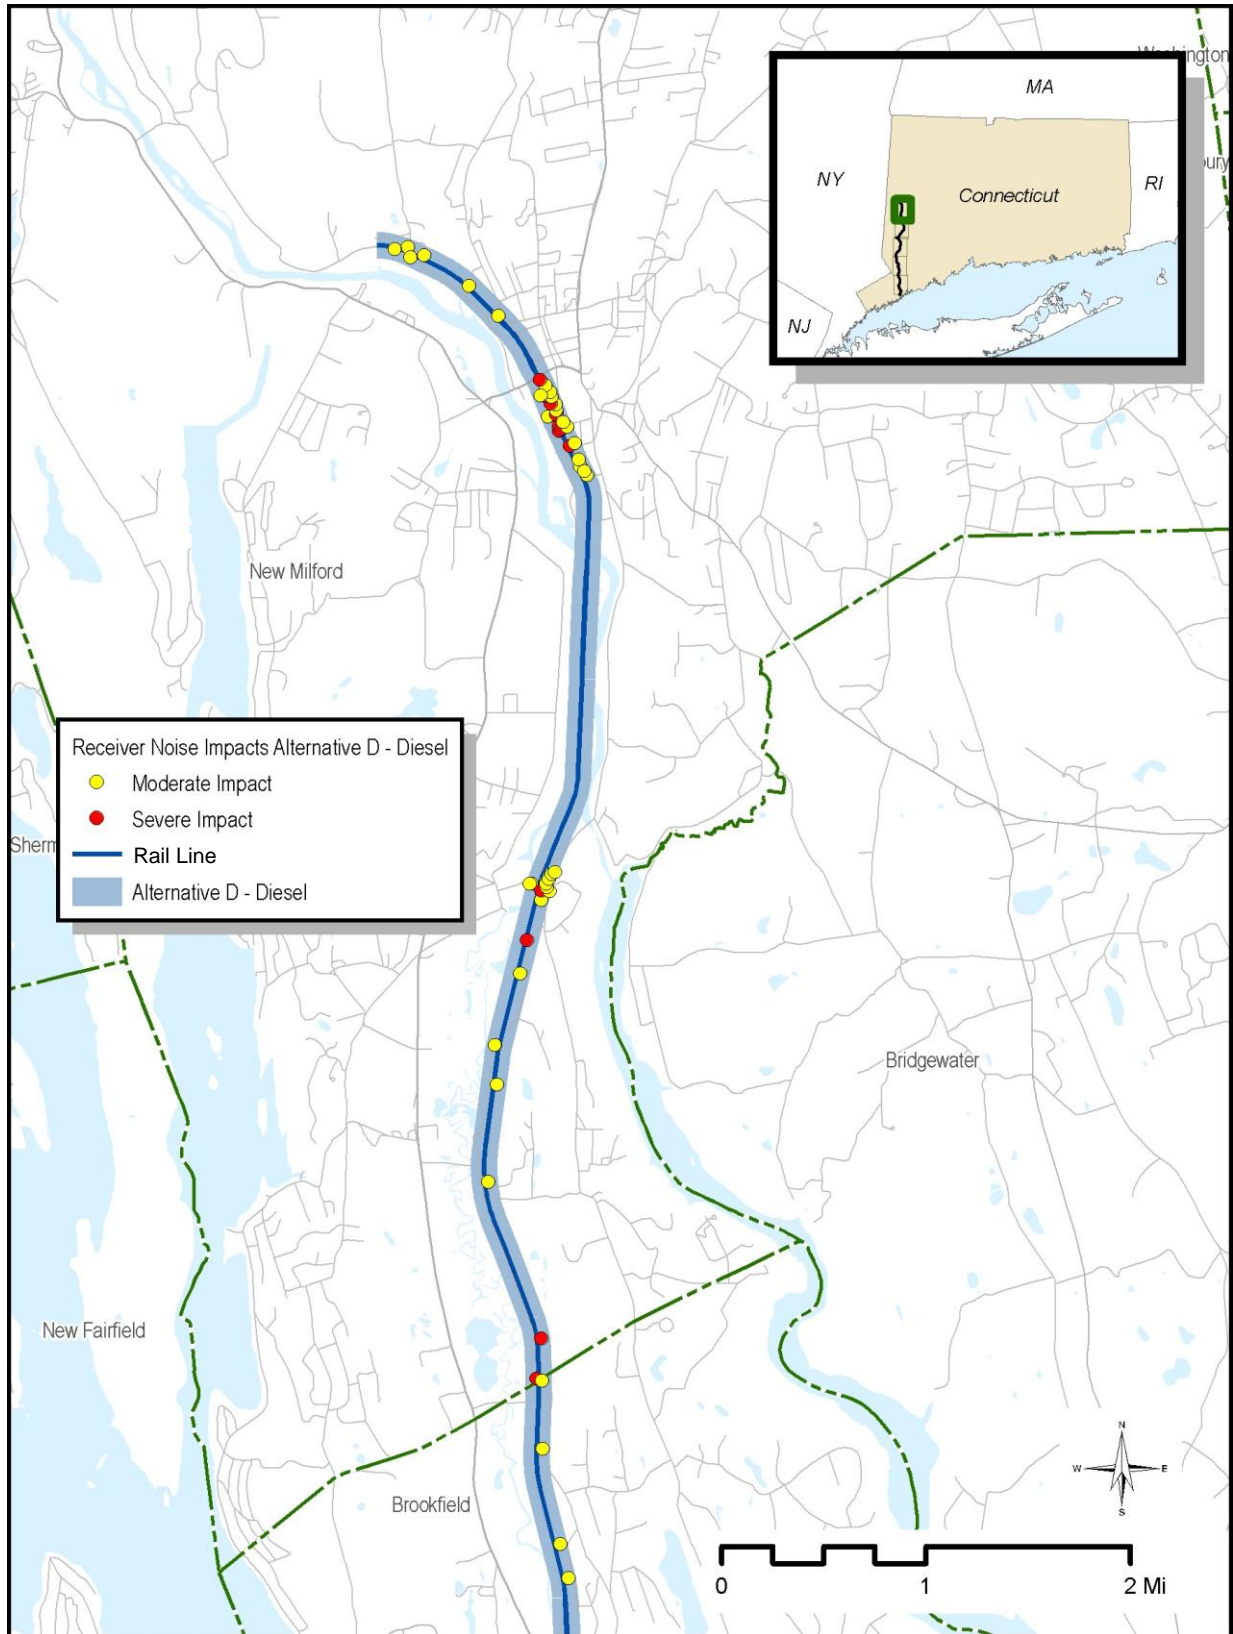 MA
NY
Connecticut
RI
NJ
New Milford
Receiver Noise Impacts Alternative D - Diesel
Moderate Impact
Severe Impact
Rail Line
Alternative D - Diesel
Bridgewater
New Fairfield
Brookfield
N
W E
S
0 1 2 Mi